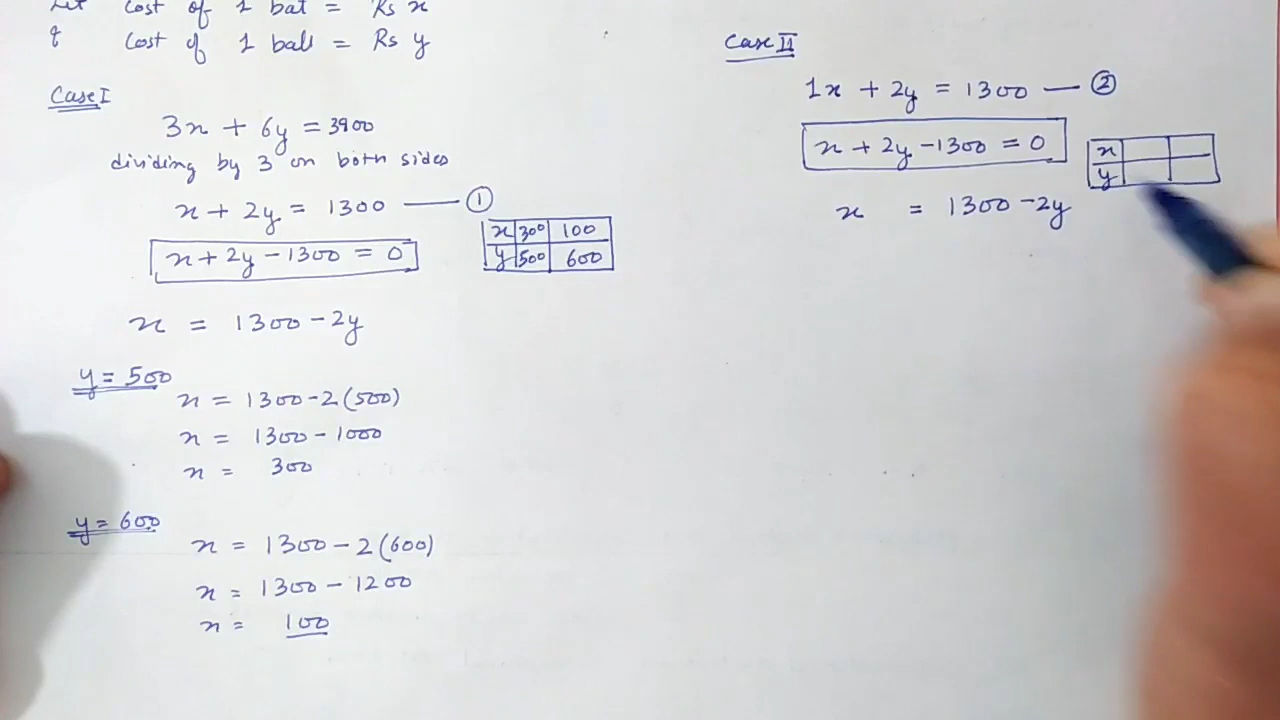 Let Cost of 1 bat = Rs x
& Cost of 1 ball = Rs y
Case I
3x + 6y = 3900
dividing by 3 on both sides
x + 2y = 1300 — ①
x + 2y - 1300 = 0
x 300 100
y 500 600
x = 1300 - 2y
y = 500
x = 1300 - 2(500)
x = 1300 - 1000
x = 300
y = 600
x = 1300 - 2(600)
x = 1300 - 1200
x = 100
Case II
1x + 2y = 1300 — ②
x + 2y - 1300 = 0
x
y
x = 1300 - 2y